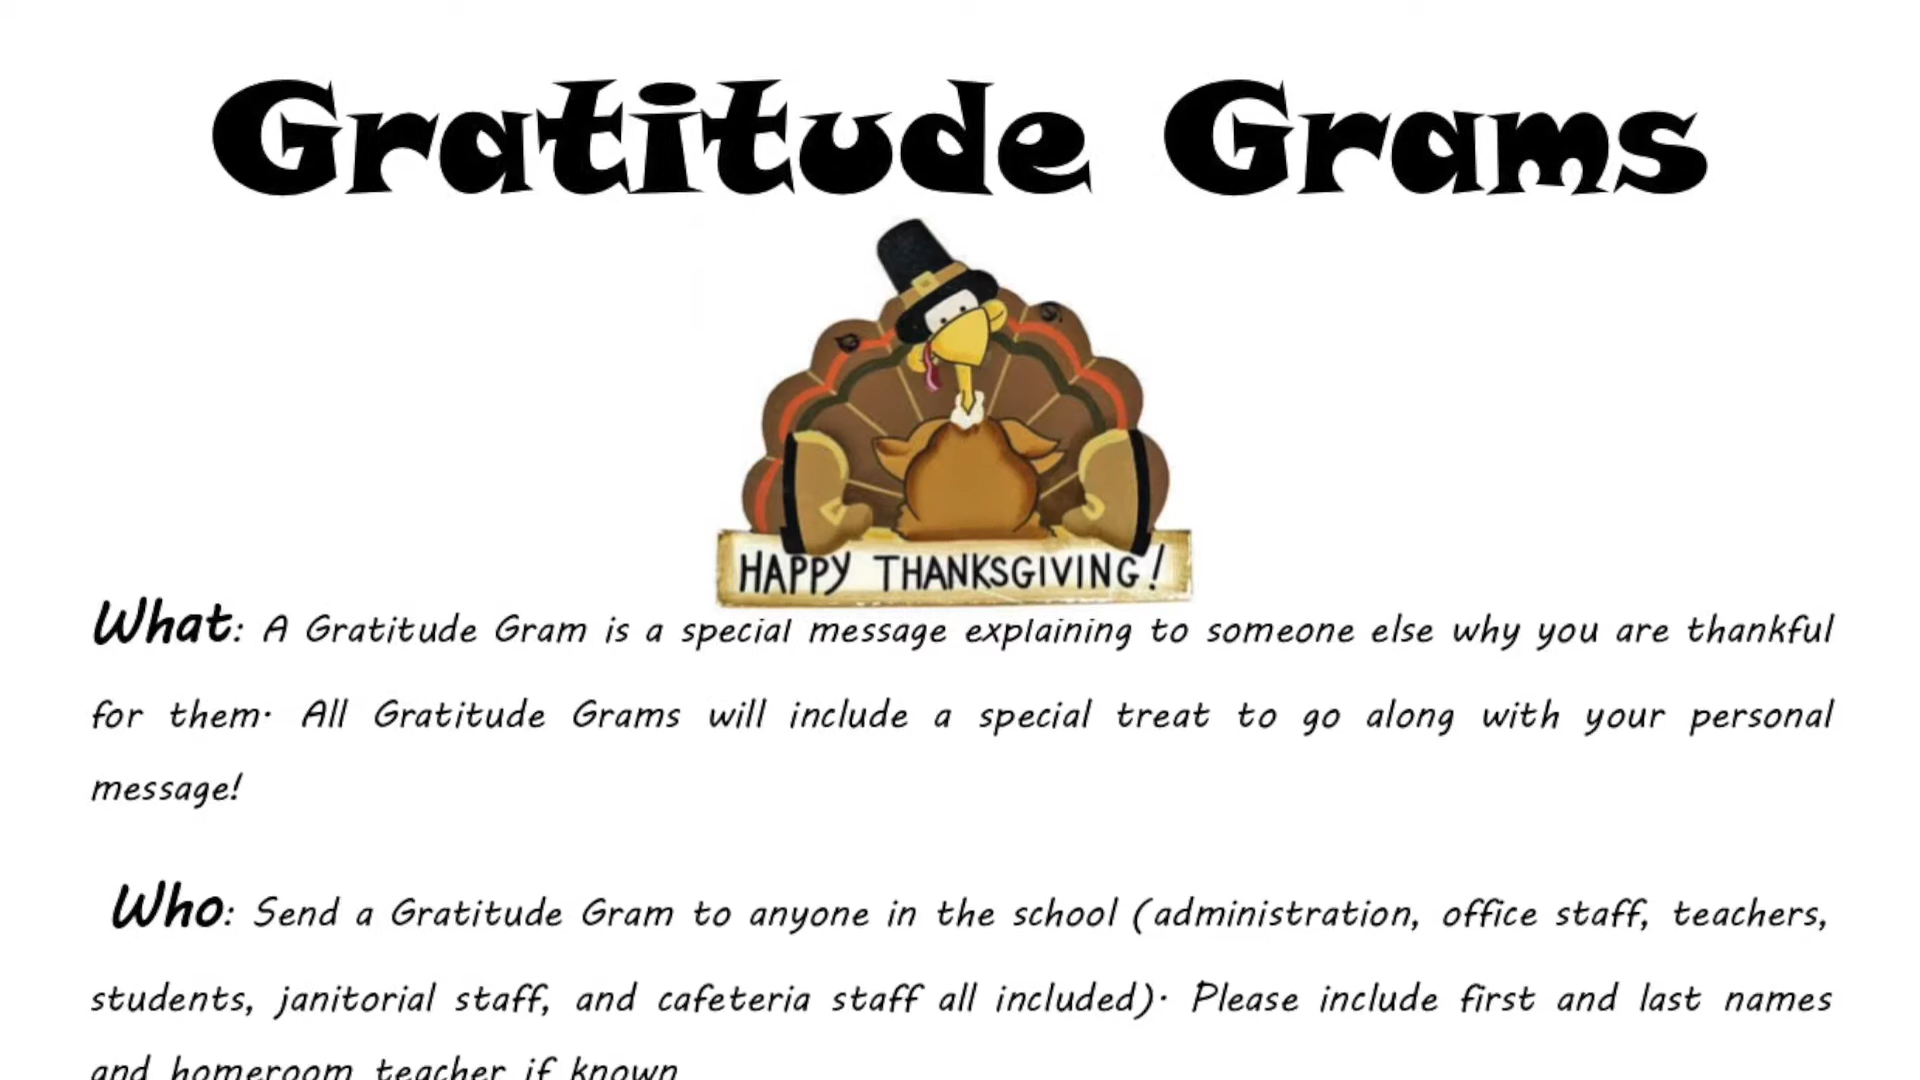 Gratitude Grams
HAPPY THANKSGIVING!
What: A Gratitude Gram is a special message explaining to someone else why you are thankful
for them. All Gratitude Grams will include a special treat to go along with your personal
message!
Who: Send a Gratitude Gram to anyone in the school (administration, office staff, teachers,
students, janitorial staff, and cafeteria staff all included). Please include first and last names
and homeroom teacher if known